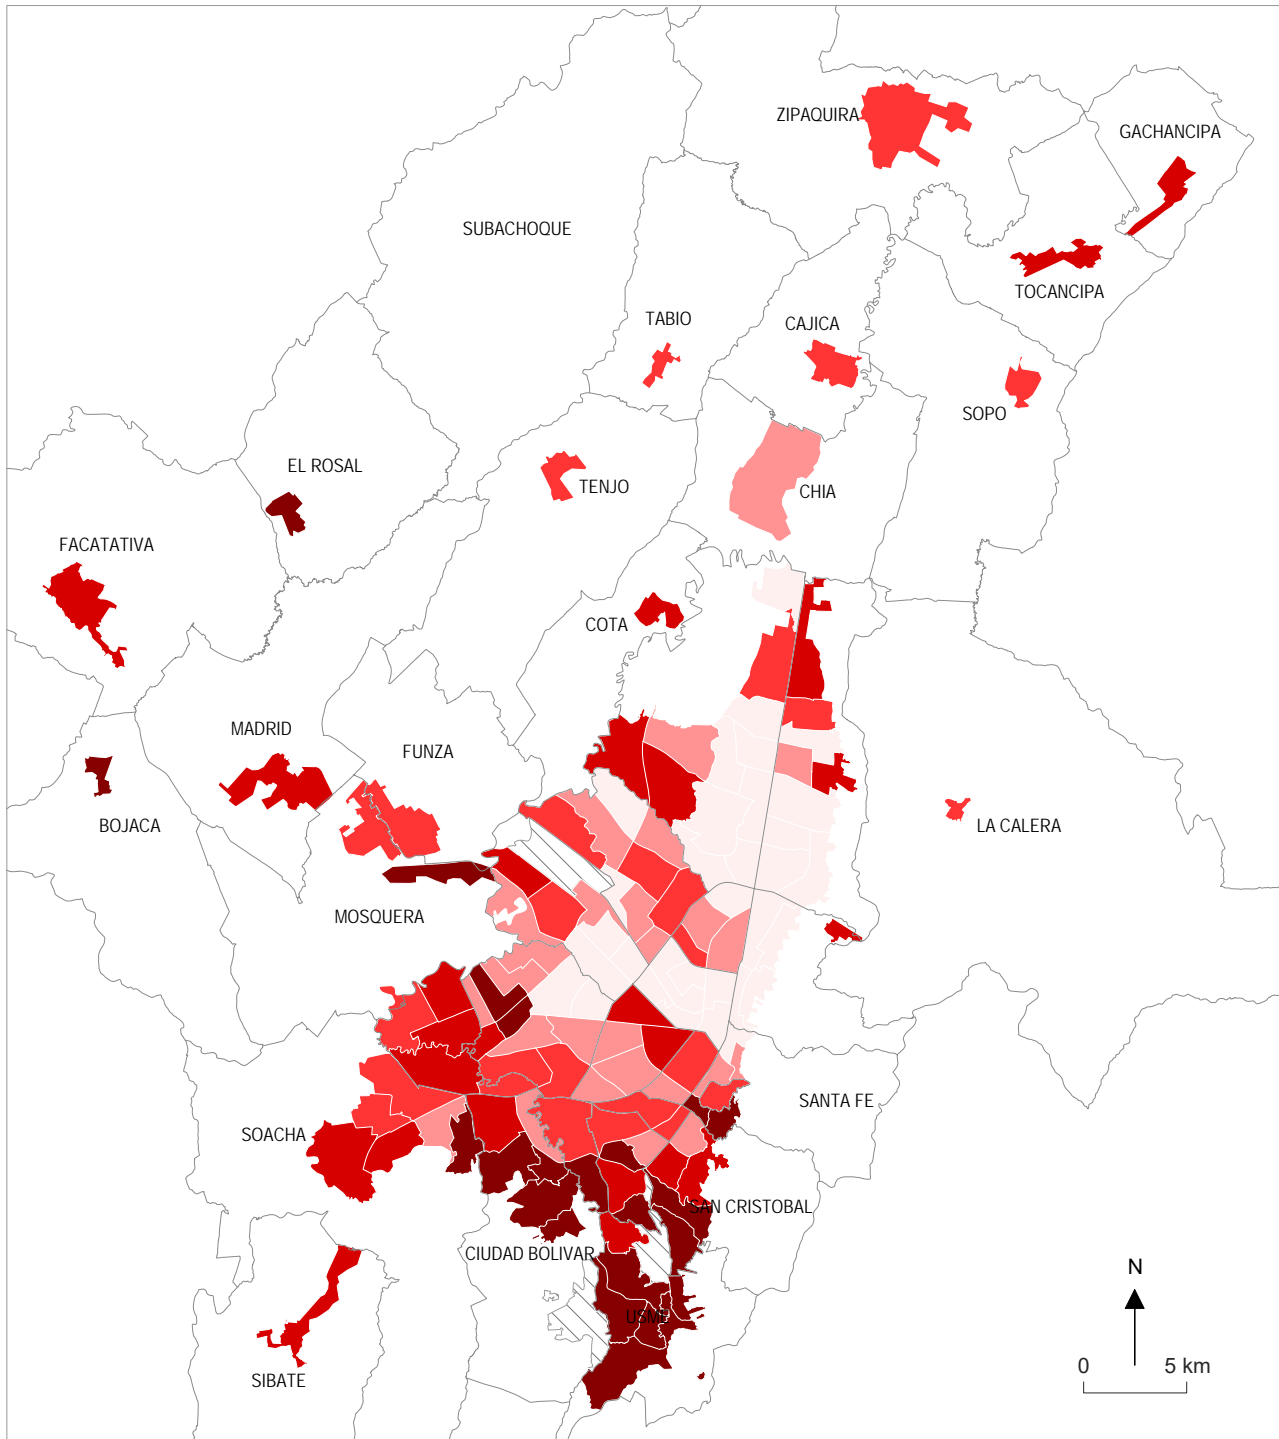 ZIPAQUIRA
GACHANCIPA
SUBACHOQUE
TOCANCIPA
TABIO
CAJICA
SOPO
EL ROSAL
TENJO
CHIA
FACATATIVA
COTA
MADRID
FUNZA
BOJACA
LA CALERA
MOSQUERA
SANTA FE
SOACHA
SAN CRISTOBAL
CIUDAD BOLIVAR
N
USME
0 5 km
SIBATE